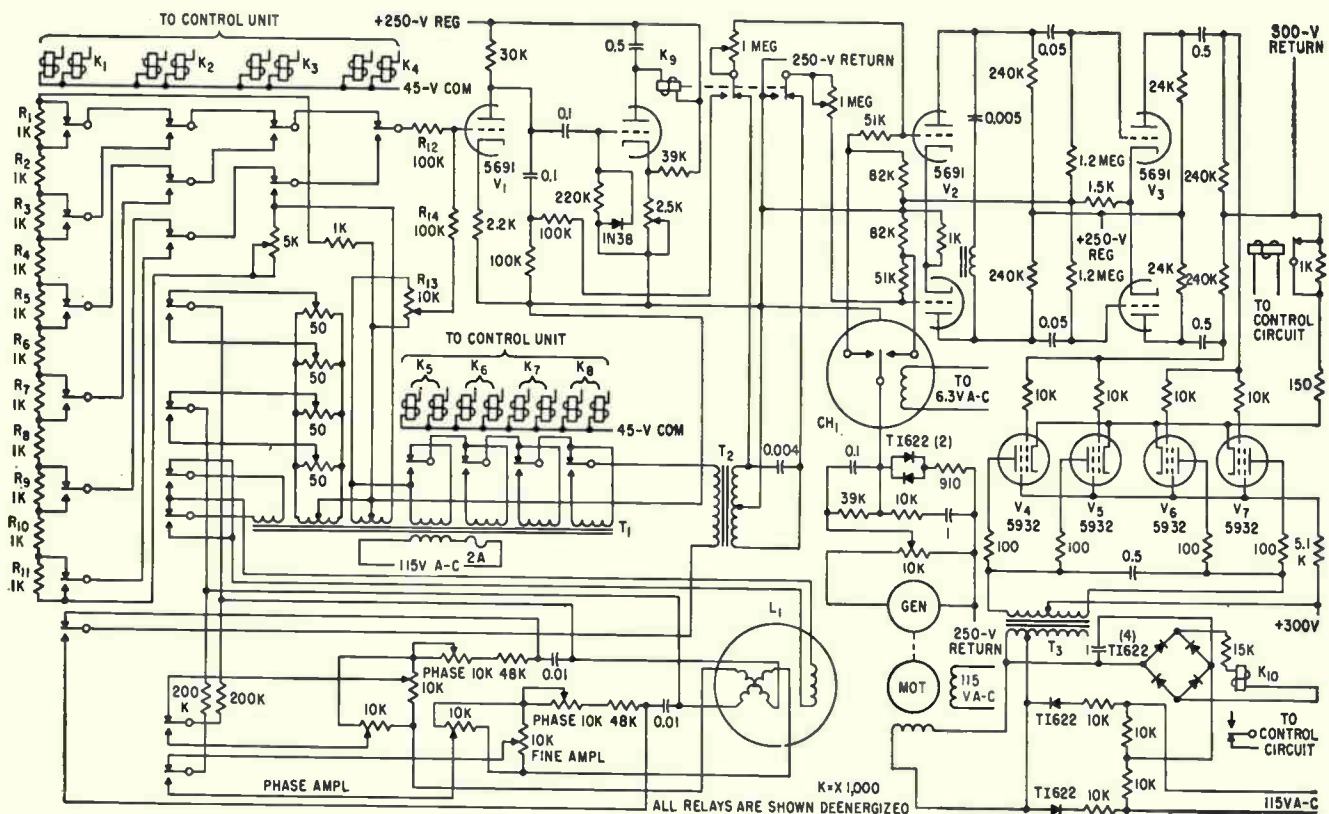 TO CONTROL UNIT
+250-V REG
K1
K2
K3
K4
45-V COM
30K
0.5
K9
1 MEG
250-V RETURN
1 MEG
0.05
0.5
300-V
RETURN
R1
1K
R2
1K
R3
1K
R4
1K
R5
1K
R6
1K
R7
1K
R8
1K
R9
1K
R10
1K
R11
1K
R12
100K
5691
V1
0.1
0.1
39K
220K
2.5K
1N38
100K
2.2K
100K
R14
100K
1K
5K
R13
10K
51K
82K
82K
51K
5691
V2
1K
240K
240K
0.005
1.2 MEG
1.5K
+250-V
REG
1.2 MEG
24K
5691
V3
24K
240K
240K
0.05
0.5
1K
TO
CONTROL
CIRCUIT
150
50
50
50
50
TO CONTROL UNIT
K5
K6
K7
K8
45-V COM
T2
0.004
T1
115V A-C
2A
CH1
TO
6.3V A-C
0.1
TI622 (2)
910
39K
10K
1
10K
GEN
MOT
250-V
RETURN
115
VA-C
10K
10K
10K
10K
V4
5932
V5
5932
V6
5932
V7
5932
100
100
100
100
0.5
5.1
K
+300V
T3
1
(4)
TI622
15K
K10
TI622
10K
10K
TO
CONTROL
CIRCUIT
10K
TI622
10K
115VA-C
L1
PHASE 10K
48K
0.01
10K
200
K
200K
10K
10K
PHASE 10K
48K
0.01
10K
FINE AMPL
PHASE AMPL
K=X 1,000
ALL RELAYS ARE SHOWN DEENERGIZED